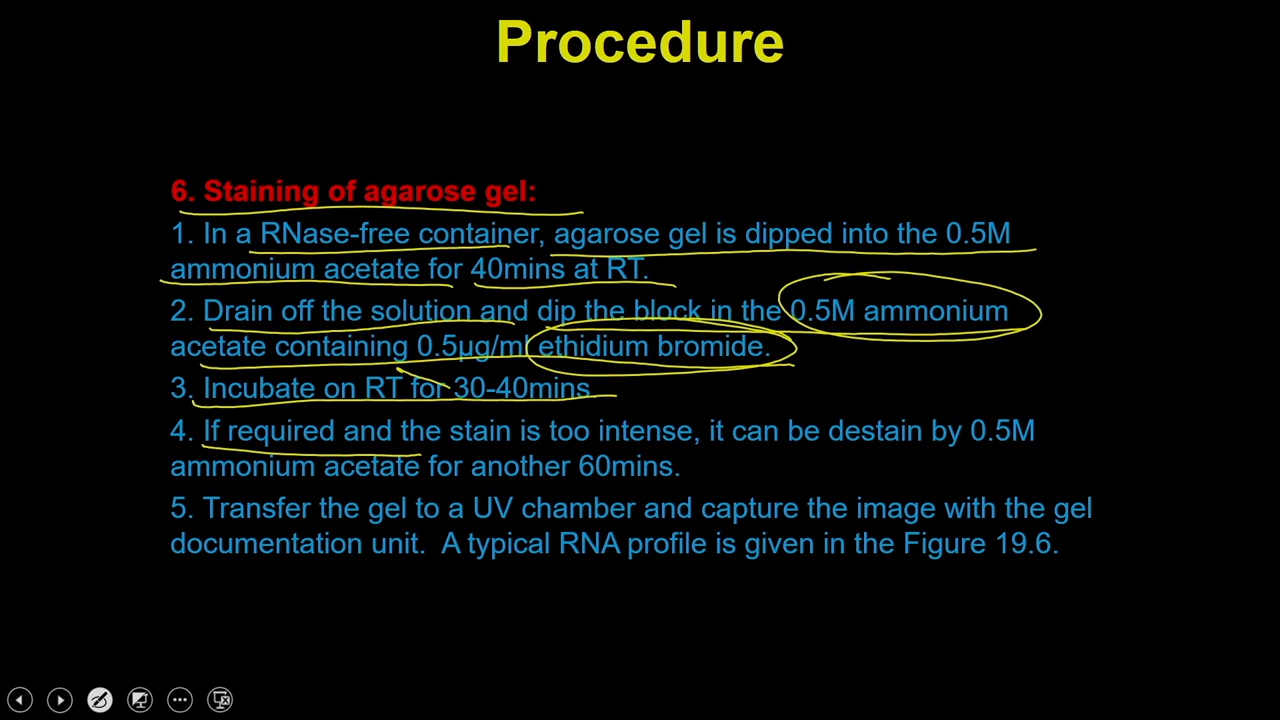 Procedure
6. Staining of agarose gel:
1. In a RNase-free container, agarose gel is dipped into the 0.5M
ammonium acetate for 40mins at RT.
2. Drain off the solution and dip the block in the 0.5M ammonium
acetate containing 0.5µg/ml ethidium bromide.
3. Incubate on RT for 30-40mins.
4. If required and the stain is too intense, it can be destain by 0.5M
ammonium acetate for another 60mins.
5. Transfer the gel to a UV chamber and capture the image with the gel
documentation unit. A typical RNA profile is given in the Figure 19.6.